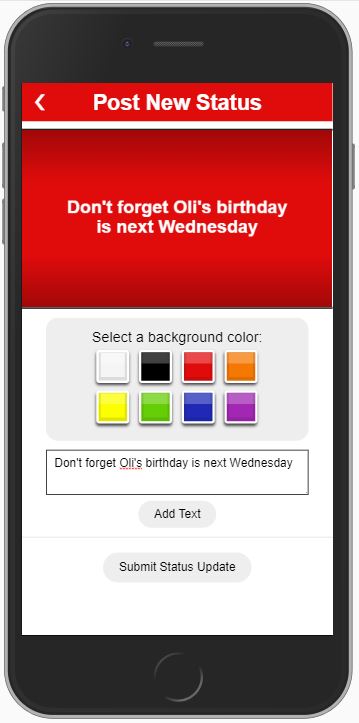 Post New Status
Don't forget Oli's birthday
is next Wednesday
Select a background color:
Don't forget Oli's birthday is next Wednesday
Add Text
Submit Status Update